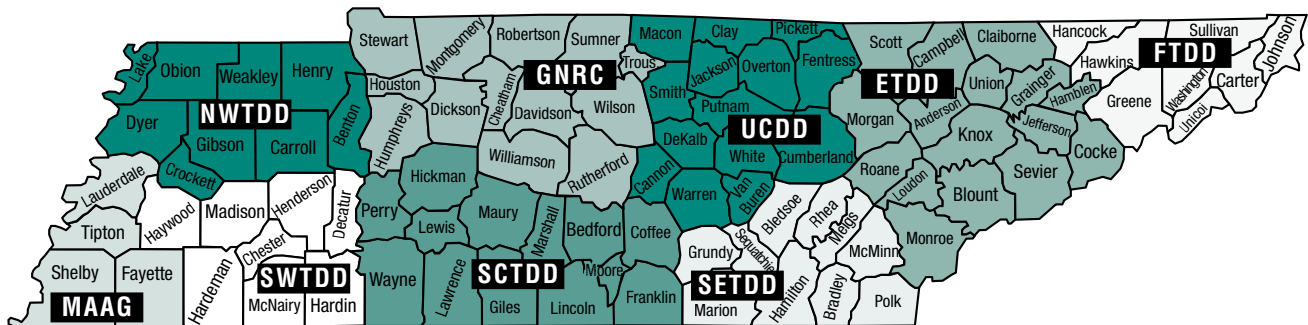 Lake
Obion
Weakley
Henry
NWTDD
Dyer
Gibson
Carroll
Benton
Crockett
Lauderdale
Tipton
Shelby
Fayette
MAAG
Haywood
Madison
Henderson
Decatur
Chester
Hardeman
SWTDD
McNairy
Hardin
Stewart
Montgomery
Robertson
Sumner
Trous
GNRC
Houston
Humphreys
Dickson
Cheatham
Davidson
Wilson
Williamson
Rutherford
Hickman
Perry
Lewis
Maury
Marshall
Bedford
Coffee
Wayne
Lawrence
SCTDD
Giles
Moore
Lincoln
Franklin
Macon
Clay
Pickett
Jackson
Overton
Fentress
Smith
Putnam
UCDD
DeKalb
White
Cumberland
Cannon
Warren
Van
Buren
Grundy
Sequatchie
Bledsoe
Rhea
Meigs
McMinn
SETDD
Marion
Hamilton
Bradley
Polk
Scott
Campbell
Claiborne
ETDD
Union
Grainger
Hamblen
Morgan
Anderson
Knox
Jefferson
Cocke
Roane
Loudon
Blount
Sevier
Monroe
Hancock
Sullivan
Johnson
Hawkins
FTDD
Greene
Washington
Carter
Unicoi